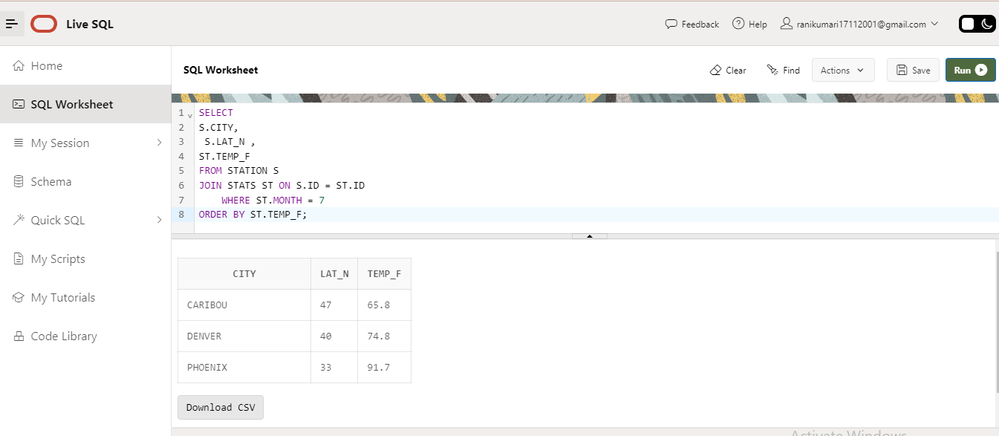 Live SQL
Feedback
Help
ranikumari17112001@gmail.com
Home
SQL Worksheet
My Session
Schema
Quick SQL
My Scripts
My Tutorials
Code Library
SQL Worksheet
Clear
Find
Actions
Save
Run
1 SELECT
2 S.CITY,
3 S.LAT_N ,
4 ST.TEMP_F
5 FROM STATION S
6 JOIN STATS ST ON S.ID = ST.ID
7 WHERE ST.MONTH = 7
8 ORDER BY ST.TEMP_F;
CITY LAT_N TEMP_F
CARIBOU 47 65.8
DENVER 40 74.8
PHOENIX 33 91.7
Download CSV
Activate Windows